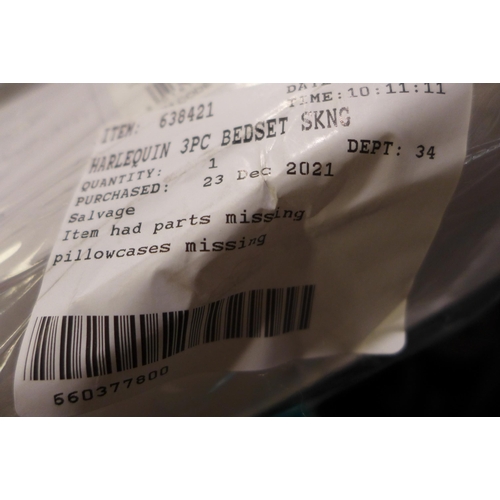 DATE
TIME:10:11:11
ITEM: 638421
HARLEQUIN 3PC BEDSET SKNG
QUANTITY: 1
DEPT: 34
PURCHASED: 23 Dec 2021
Salvage
Item had parts missing
pillowcases missing
560377800